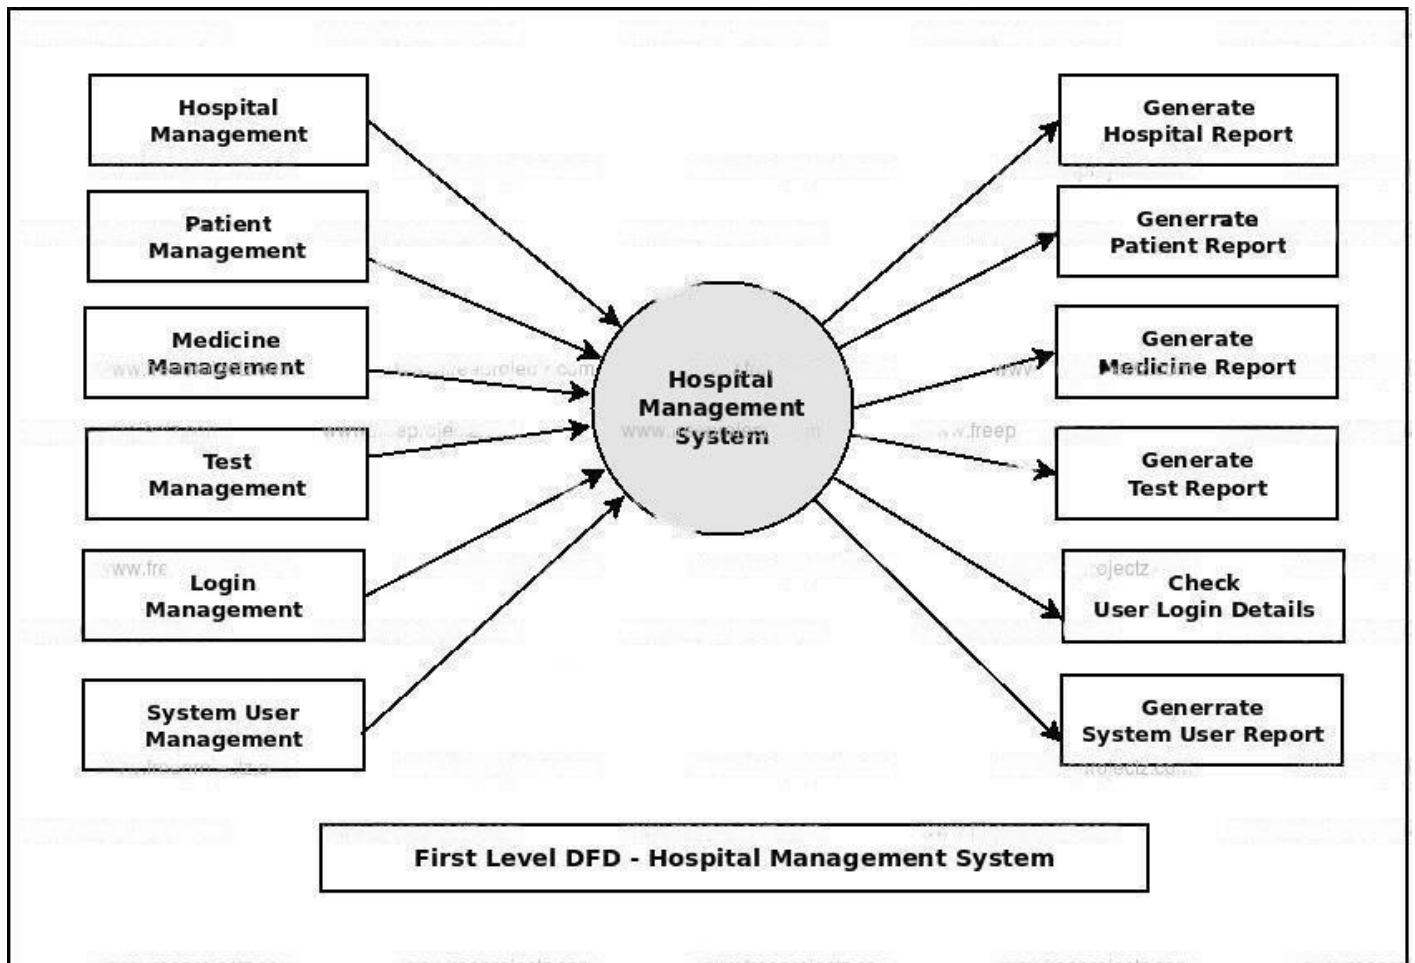 Hospital
Management
Generate
Hospital Report
Patient
Management
Generrate
Patient Report
Medicine
Management
Generate
Medicine Report
Hospital
Management
System
Test
Management
Generate
Test Report
Login
Management
Check
User Login Details
System User
Management
Generrate
System User Report
First Level DFD - Hospital Management System